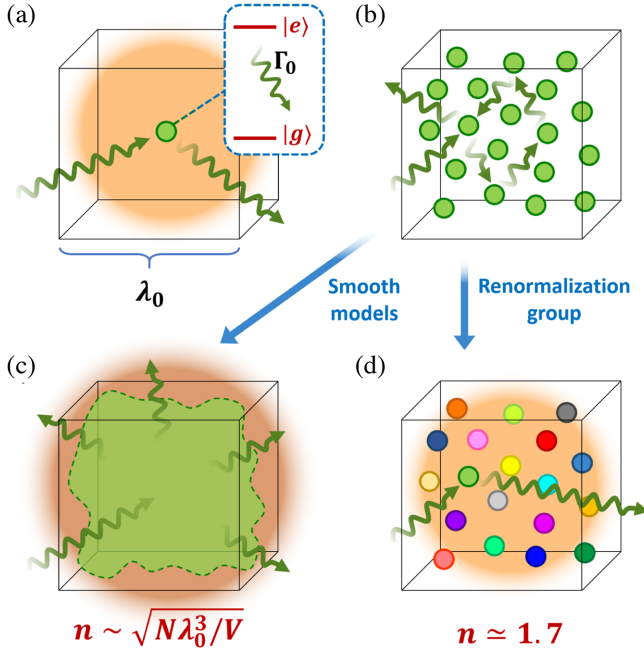 (a)
|e⟩
Γ₀
|g⟩
λ₀
(b)
Smooth
models
Renormalization
group
(c)
n ~ √(Nλ₀³/V)
(d)
n ≃ 1.7